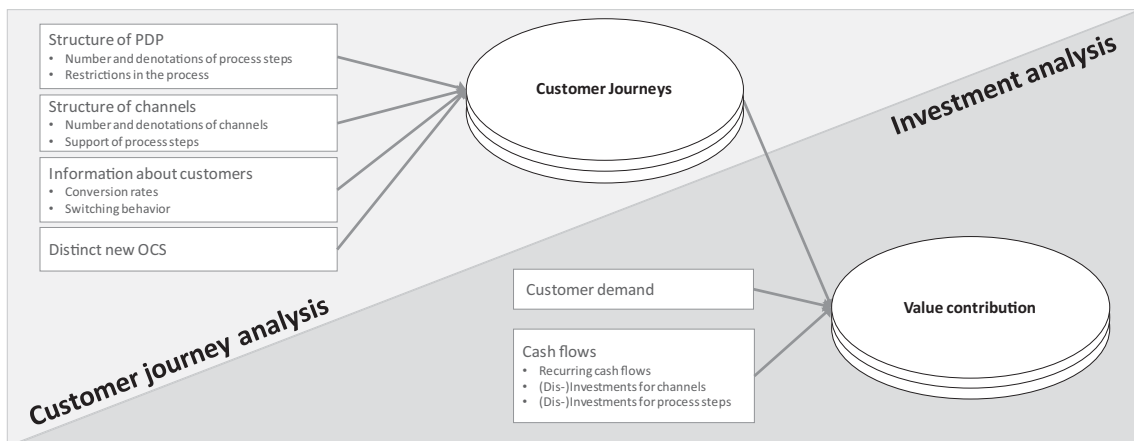 Structure of PDP
• Number and denotations of process steps
• Restrictions in the process
Structure of channels
• Number and denotations of channels
• Support of process steps
Information about customers
• Conversion rates
• Switching behavior
Distinct new OCS
Customer Journeys
Investment analysis
Customer journey analysis
Customer demand
Cash flows
• Recurring cash flows
• (Dis-)Investments for channels
• (Dis-)Investments for process steps
Value contribution